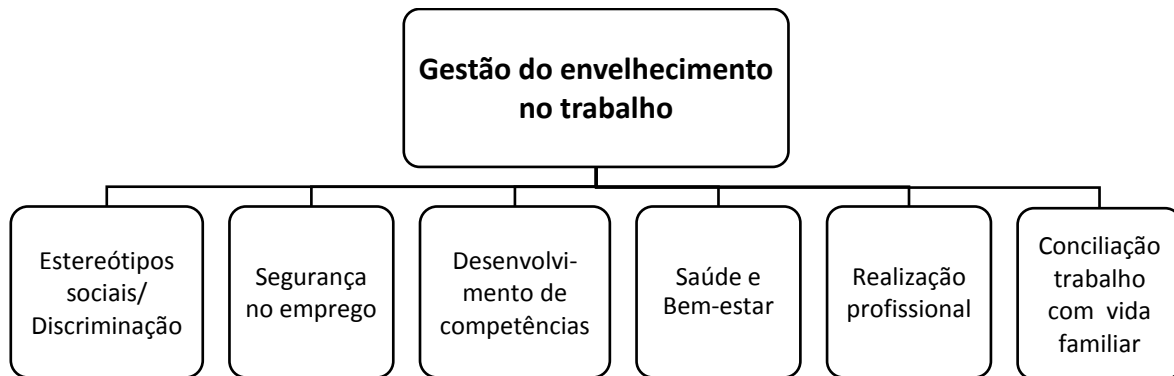 Gestão do envelhecimento
no trabalho
Estereótipos
sociais/
Discriminação
Segurança
no emprego
Desenvolvi-
mento de
competências
Saúde e
Bem-estar
Realização
profissional
Conciliação
trabalho
com vida
familiar